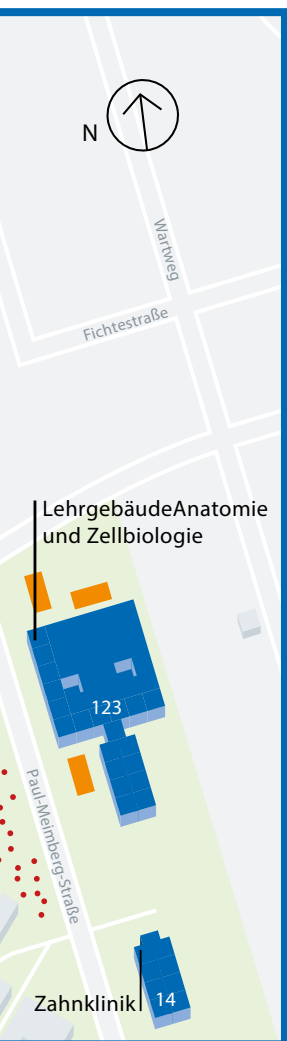 N
Wartweg
Fichtestraße
LehrgebäudeAnatomie
und Zellbiologie
123
Paul-Meimberg-Straße
Zahnklinik
14